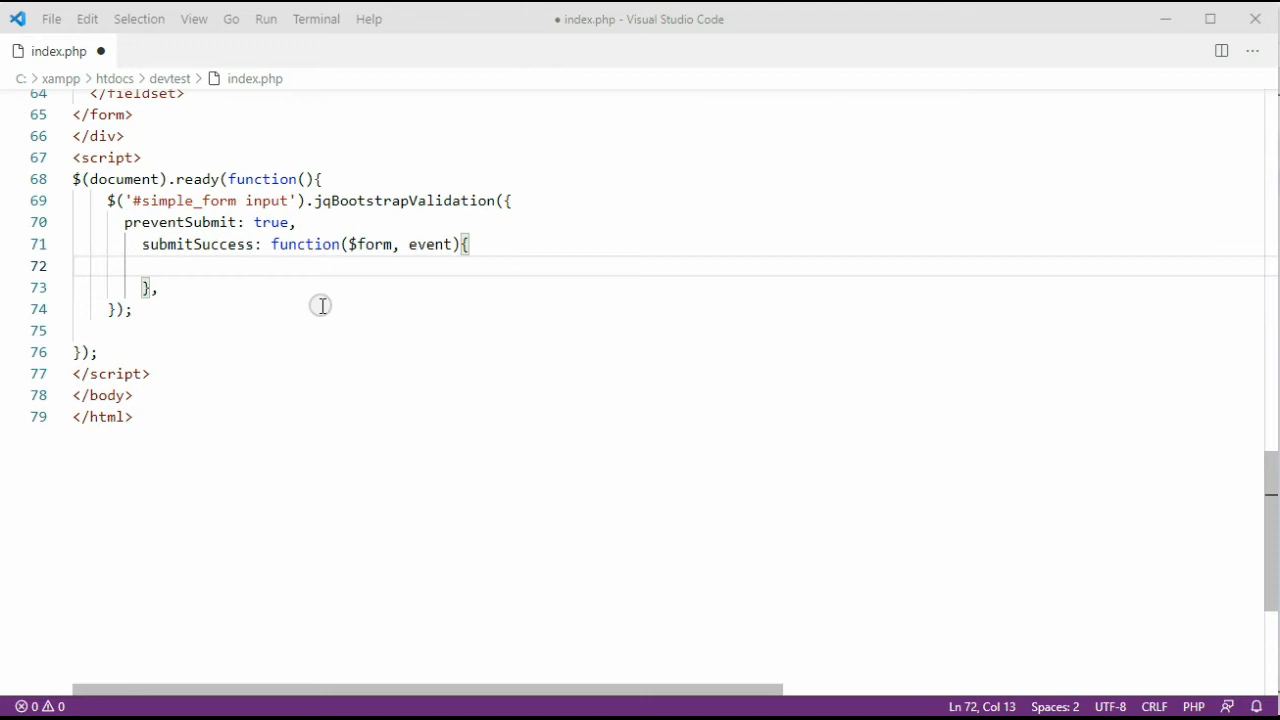 File Edit Selection View Go Run Terminal Help ● index.php - Visual Studio Code
index.php ●
C: > xampp > htdocs > devtest > index.php
64 </fieldset>
65 </form>
66 </div>
67 <script>
68 $(document).ready(function(){
69 $('#simple_form input').jqBootstrapValidation({
70 preventSubmit: true,
71 submitSuccess: function($form, event){
72
73 },
74 });
75
76 });
77 </script>
78 </body>
79 </html>
0 0 Ln 72, Col 13 Spaces: 2 UTF-8 CRLF PHP